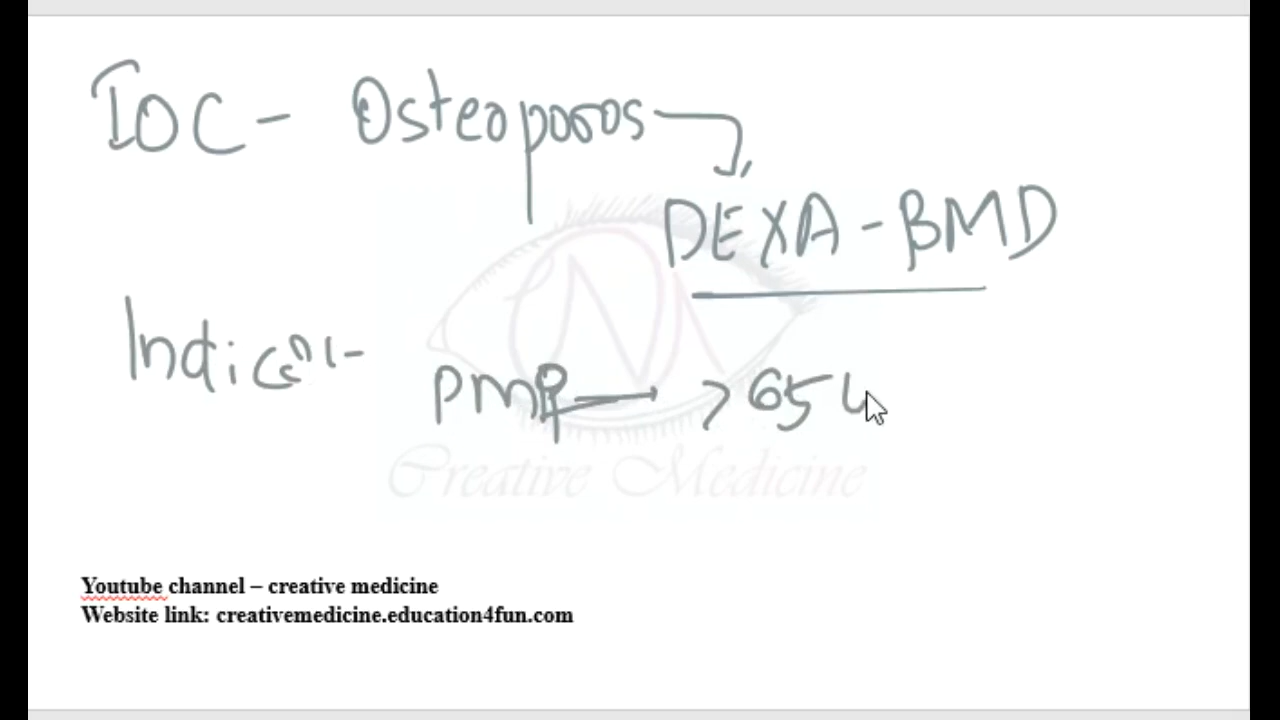 IOC - Osteoporos
DEXA - BMD
Indicⁿ -
PMP → > 65 y
Creative Medicine
Youtube channel – creative medicine
Website link: creativemedicine.education4fun.com